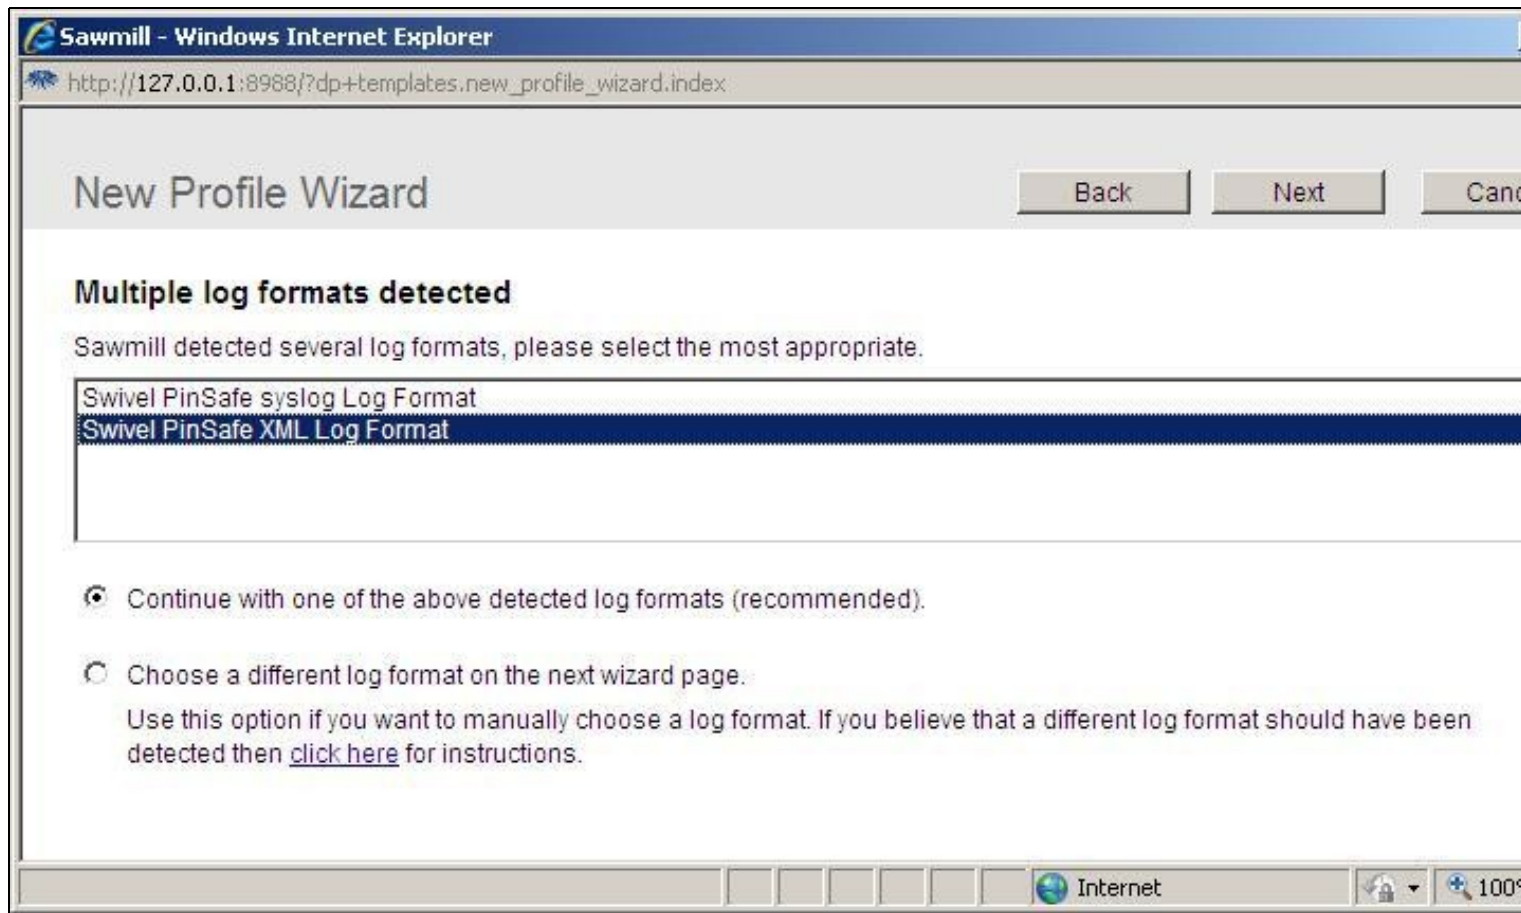 Sawmill - Windows Internet Explorer
http://127.0.0.1:8988/?dp+templates.new_profile_wizard.index
New Profile Wizard
Back Next Canc
Multiple log formats detected
Sawmill detected several log formats, please select the most appropriate.
Swivel PinSafe syslog Log Format
Swivel PinSafe XML Log Format
Continue with one of the above detected log formats (recommended).
Choose a different log format on the next wizard page.
Use this option if you want to manually choose a log format. If you believe that a different log format should have been
detected then click here for instructions.
Internet 100%